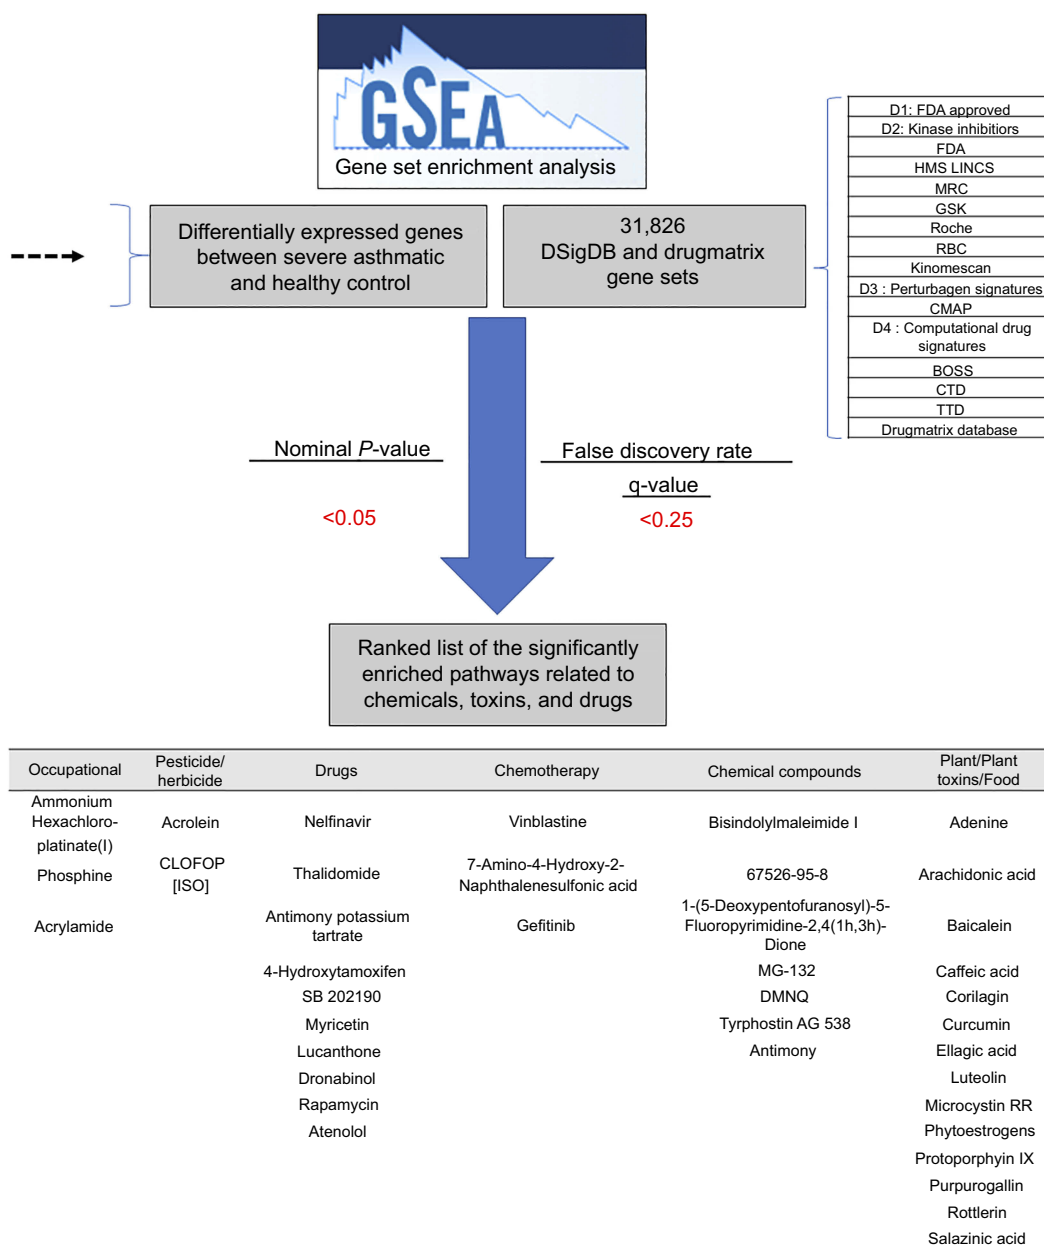 GSEA
Gene set enrichment analysis
Differentially expressed genes
between severe asthmatic
and healthy control
31,826
DSigDB and drugmatrix
gene sets
D1: FDA approved
D2: Kinase inhibitiors
FDA
HMS LINCS
MRC
GSK
Roche
RBC
Kinomescan
D3 : Perturbagen signatures
CMAP
D4 : Computational drug
signatures
BOSS
CTD
TTD
Drugmatrix database
Nominal P-value
<0.05
False discovery rate
q-value
<0.25
Ranked list of the significantly
enriched pathways related to
chemicals, toxins, and drugs
Occupational
Pesticide/
herbicide
Drugs
Chemotherapy
Chemical compounds
Plant/Plant
toxins/Food
Ammonium
Hexachloro-
platinate(I)
Acrolein
Nelfinavir
Vinblastine
Bisindolylmaleimide I
Adenine
Phosphine
CLOFOP
[ISO]
Thalidomide
7-Amino-4-Hydroxy-2-
Naphthalenesulfonic acid
67526-95-8
Arachidonic acid
Acrylamide
Antimony potassium
tartrate
Gefitinib
1-(5-Deoxypentofuranosyl)-5-
Fluoropyrimidine-2,4(1h,3h)-
Dione
Baicalein
4-Hydroxytamoxifen
MG-132
Caffeic acid
SB 202190
DMNQ
Corilagin
Myricetin
Tyrphostin AG 538
Curcumin
Lucanthone
Antimony
Ellagic acid
Dronabinol
Luteolin
Rapamycin
Microcystin RR
Atenolol
Phytoestrogens
Protoporphyin IX
Purpurogallin
Rottlerin
Salazinic acid